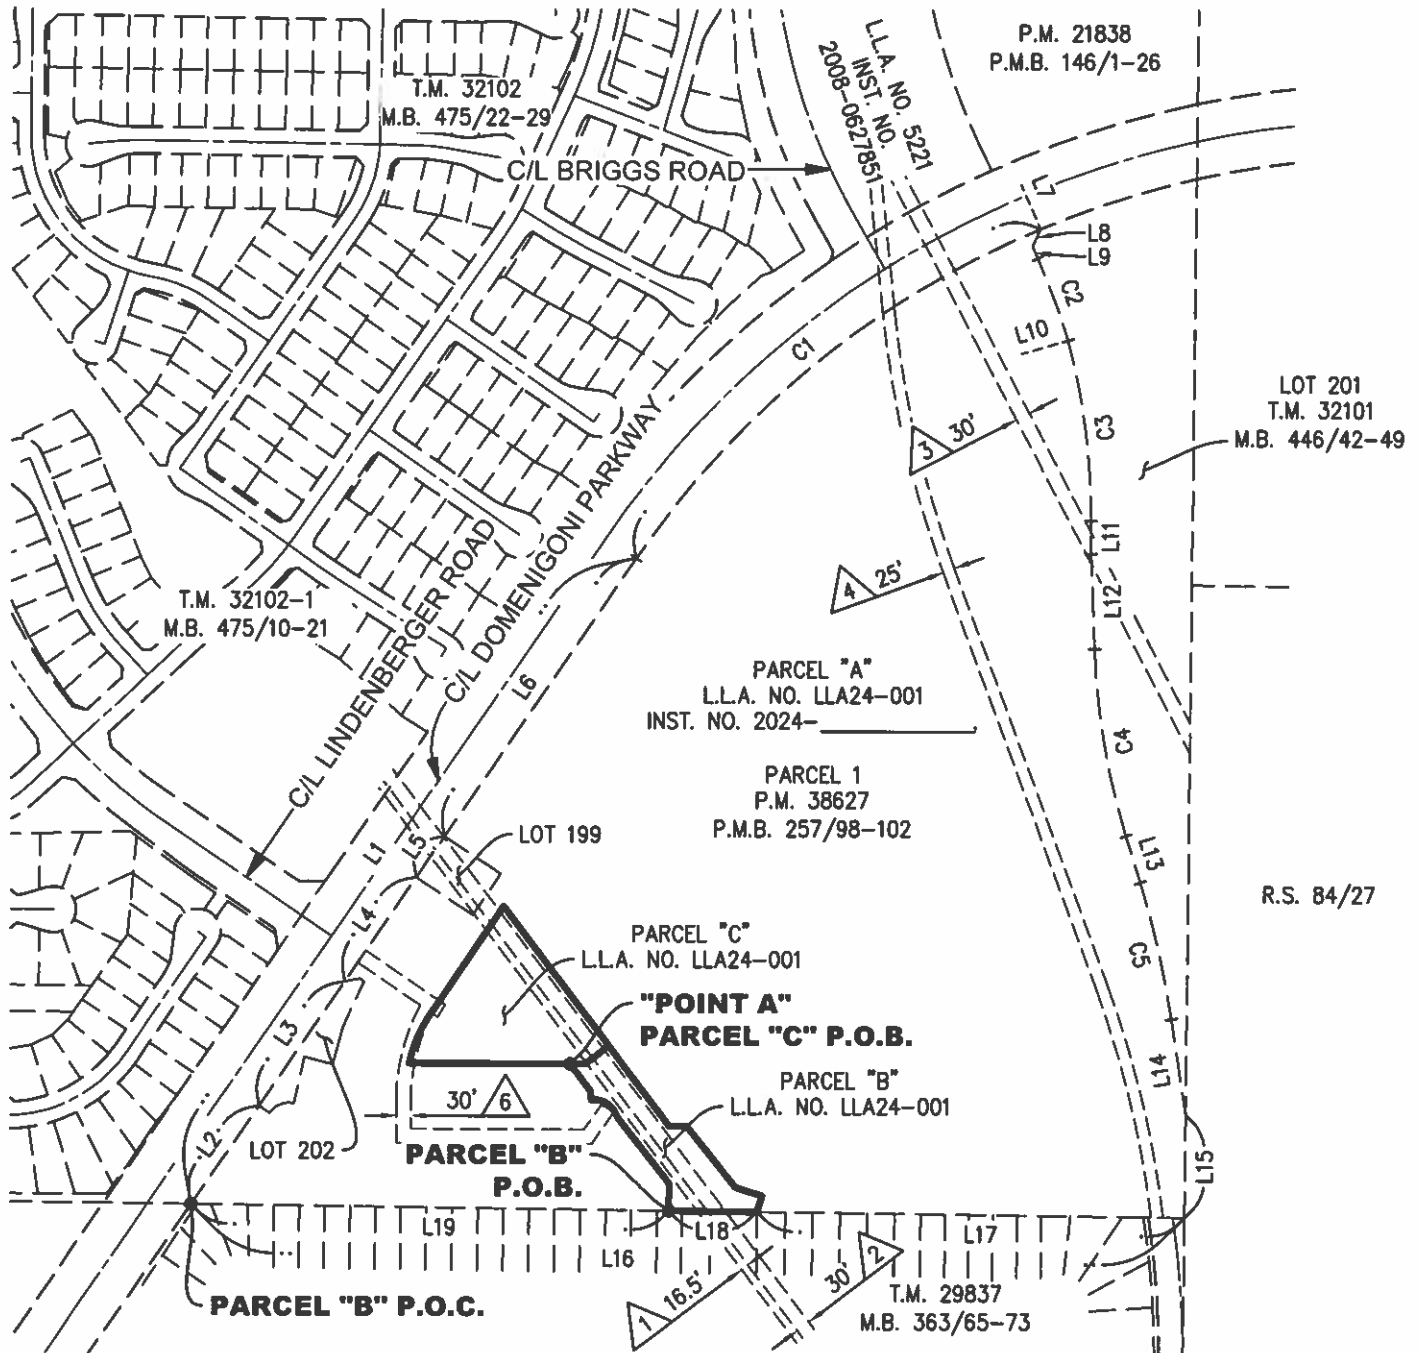 P.M. 21838
P.M.B. 146/1-26
L.L.A. NO. 5221
INST. NO.
2008-0627851
T.M. 32102
M.B. 475/22-29
C/L BRIGGS ROAD
L7
L8
L9
C2
L10
C1
LOT 201
T.M. 32101
M.B. 446/42-49
C3
3
30'
L11
4
25'
L12
T.M. 32102-1
M.B. 475/10-21
C/L LINDENBERGER ROAD
C/L DOMENIGONI PARKWAY
L6
PARCEL "A"
L.L.A. NO. LLA24-001
INST. NO. 2024-
C4
PARCEL 1
P.M. 38627
P.M.B. 257/98-102
L1
L5
LOT 199
L13
R.S. 84/27
L4
PARCEL "C"
L.L.A. NO. LLA24-001
C5
"POINT A"
PARCEL "C" P.O.B.
L3
L14
PARCEL "B"
L.L.A. NO. LLA24-001
30'
6
L2
LOT 202
PARCEL "B"
P.O.B.
L15
L19
L18
L17
L16
1
16.5'
30'
2
PARCEL "B" P.O.C.
T.M. 29837
M.B. 363/65-73